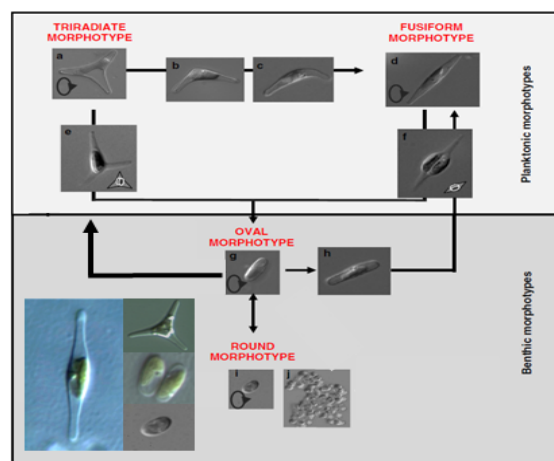 TRIRADIATE
MORPHOTYPE
FUSIFORM
MORPHOTYPE
a
b
c
d
e
f
Planktonic morphotypes
OVAL
MORPHOTYPE
g
h
ROUND
MORPHOTYPE
i
j
Benthic morphotypes